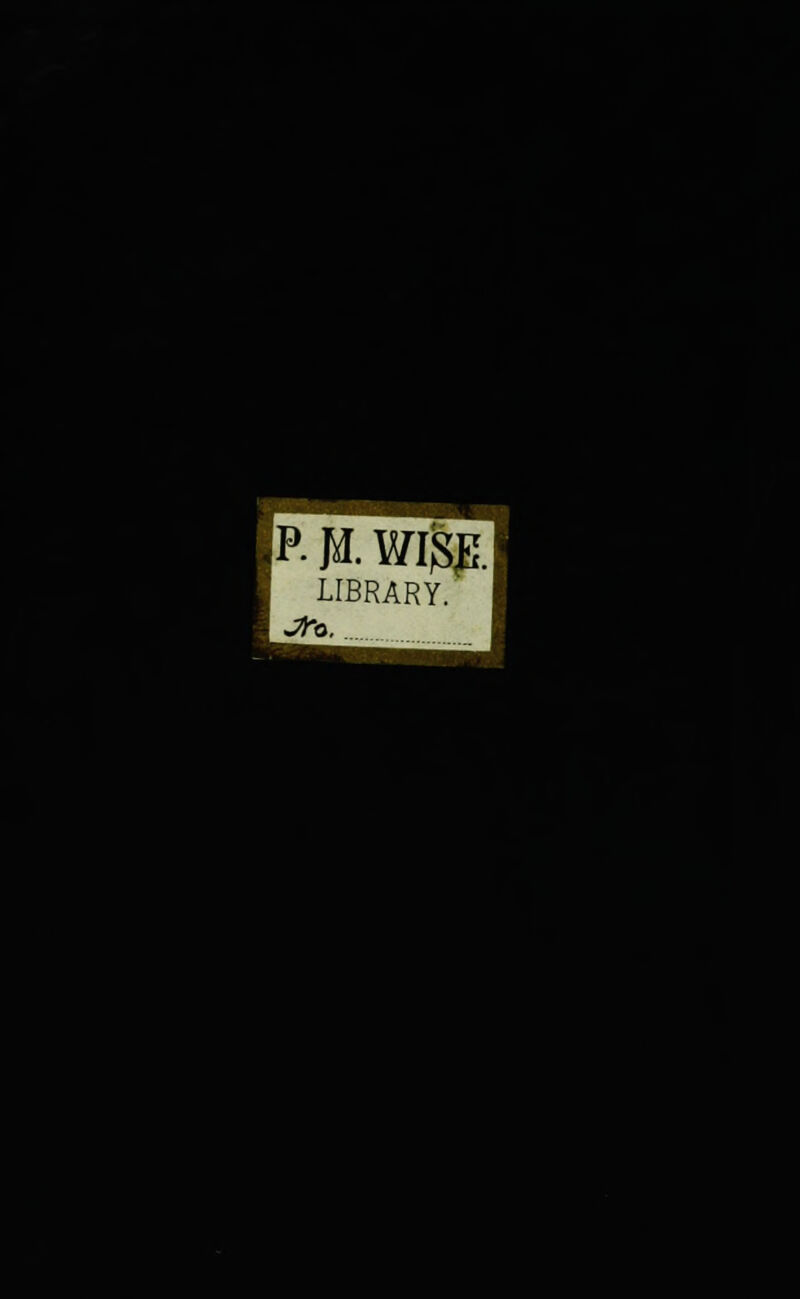 P. M. WISE.
LIBRARY.
No. ....................